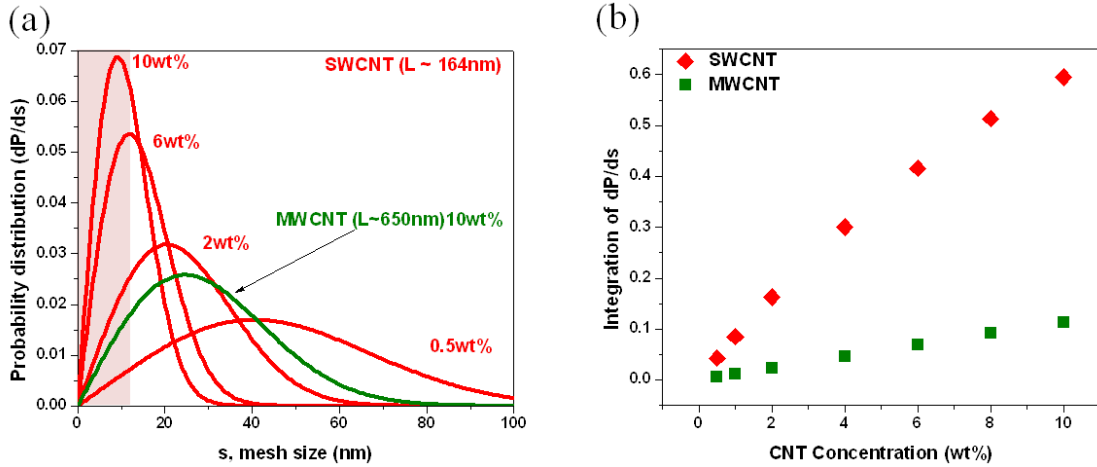 (a)
0.07
0.06
0.05
0.04
0.03
0.02
0.01
0.00
0
20
40
60
80
100
Probability distribution (dP/ds)
s, mesh size (nm)
10wt%
SWCNT (L ~ 164nm)
6wt%
MWCNT (L~650nm)10wt%
2wt%
0.5wt%
(b)
SWCNT
MWCNT
0.6
0.5
0.4
0.3
0.2
0.1
0.0
0
2
4
6
8
10
Integration of dP/ds
CNT Concentration (wt%)